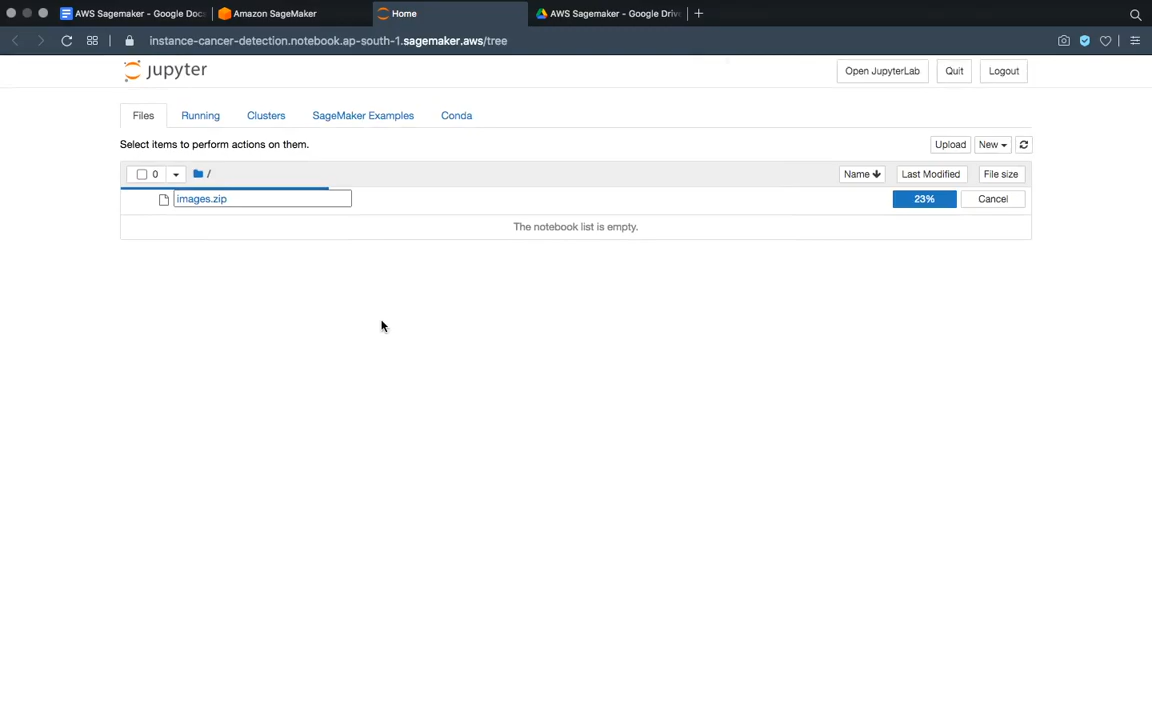 AWS Sagemaker - Google Doc
Amazon SageMaker
Home
AWS Sagemaker - Google Driv
instance-cancer-detection.notebook.ap-south-1.sagemaker.aws/tree
jupyter
Open JupyterLab
Quit
Logout
Files
Running
Clusters
SageMaker Examples
Conda
Select items to perform actions on them.
Upload
New
0
/
Name
Last Modified
File size
images.zip
23%
Cancel
The notebook list is empty.